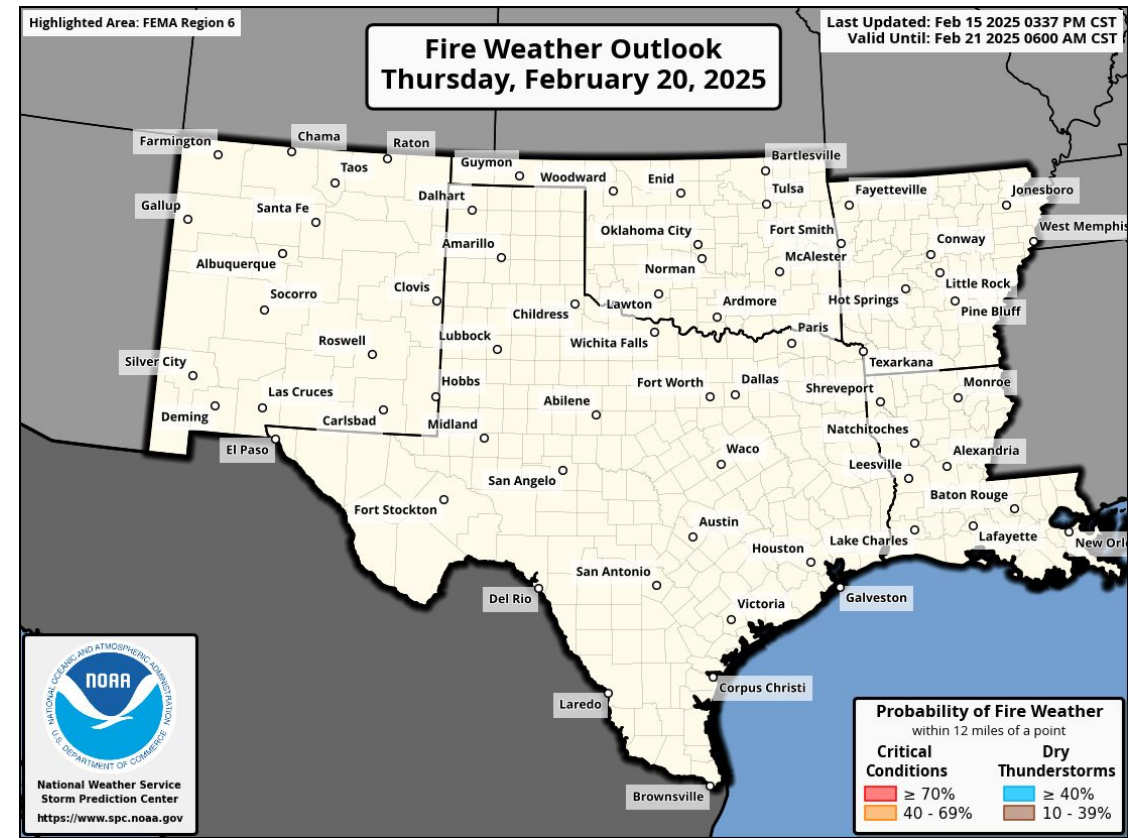 Highlighted Area: FEMA Region 6
Fire Weather Outlook
Thursday, February 20, 2025
Last Updated: Feb 15 2025 0337 PM CST
Valid Until: Feb 21 2025 0600 AM CST
Farmington
Chama
Raton
Taos
Gallup
Santa Fe
Albuquerque
Socorro
Clovis
Roswell
Silver City
Las Cruces
Deming
Carlsbad
Hobbs
El Paso
Guymon
Woodward
Enid
Bartlesville
Tulsa
Dalhart
Amarillo
Oklahoma City
Fort Smith
Norman
McAlester
Childress
Lawton
Ardmore
Lubbock
Wichita Falls
Paris
Fayetteville
Jonesboro
West Memphis
Conway
Little Rock
Hot Springs
Pine Bluff
Texarkana
Midland
Abilene
Fort Worth
Dallas
Shreveport
Monroe
Natchitoches
Waco
San Angelo
Leesville
Alexandria
Fort Stockton
Baton Rouge
Austin
Houston
Lake Charles
Lafayette
New Orl
San Antonio
Del Rio
Galveston
Victoria
Laredo
Corpus Christi
Brownsville
NATIONAL OCEANIC AND ATMOSPHERIC ADMINISTRATION
NOAA
U.S. DEPARTMENT OF COMMERCE
National Weather Service
Storm Prediction Center
https://www.spc.noaa.gov
Probability of Fire Weather
within 12 miles of a point
Critical
Conditions
≥ 70%
40 - 69%
Dry
Thunderstorms
≥ 40%
10 - 39%